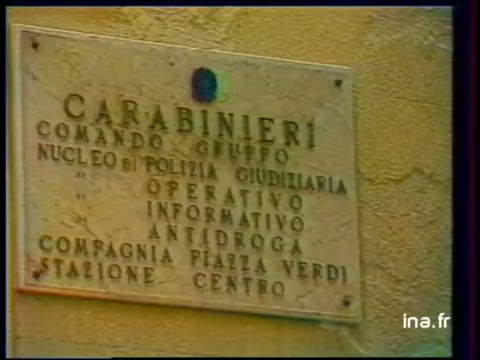 CARABINIERI
COMANDO GRUPPO
NUCLEO DI POLIZIA GIUDIZIARIA
" OPERATIVO
" INFORMATIVO
ANTIDROGA
COMPAGNIA PIAZZA VERDI
STAZIONE CENTRO
ina.fr